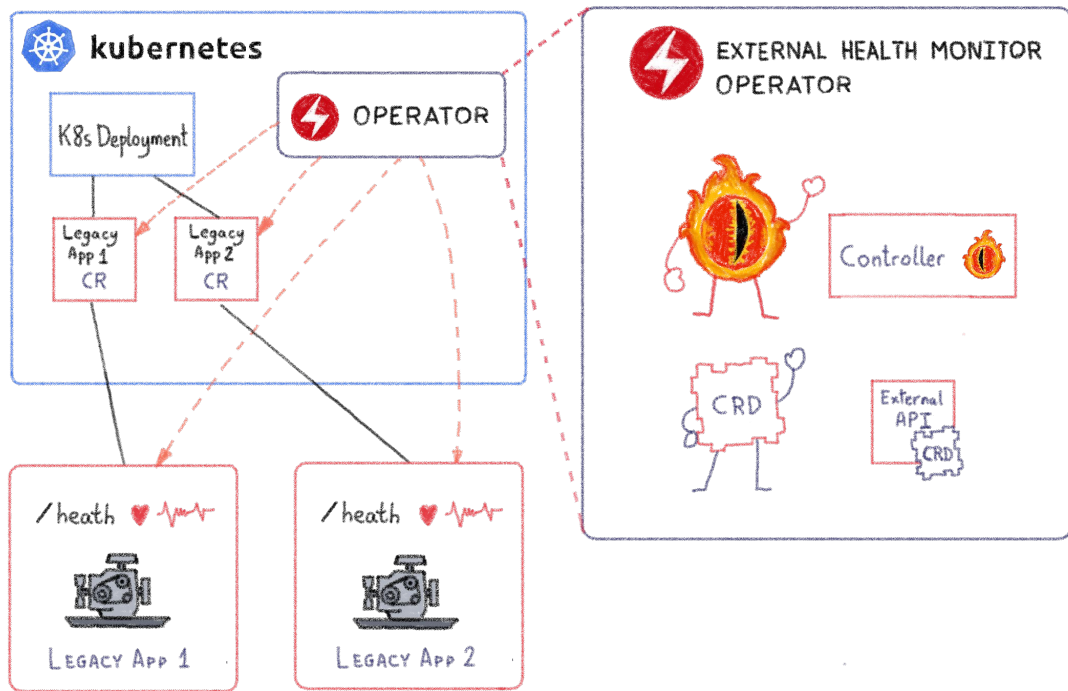 kubernetes
K8s Deployment
OPERATOR
Legacy
App 1
CR
Legacy
App 2
CR
/heath
LEGACY APP 1
/heath
LEGACY APP 2
EXTERNAL HEALTH MONITOR
OPERATOR
Controller
CRD
External
API
CRD